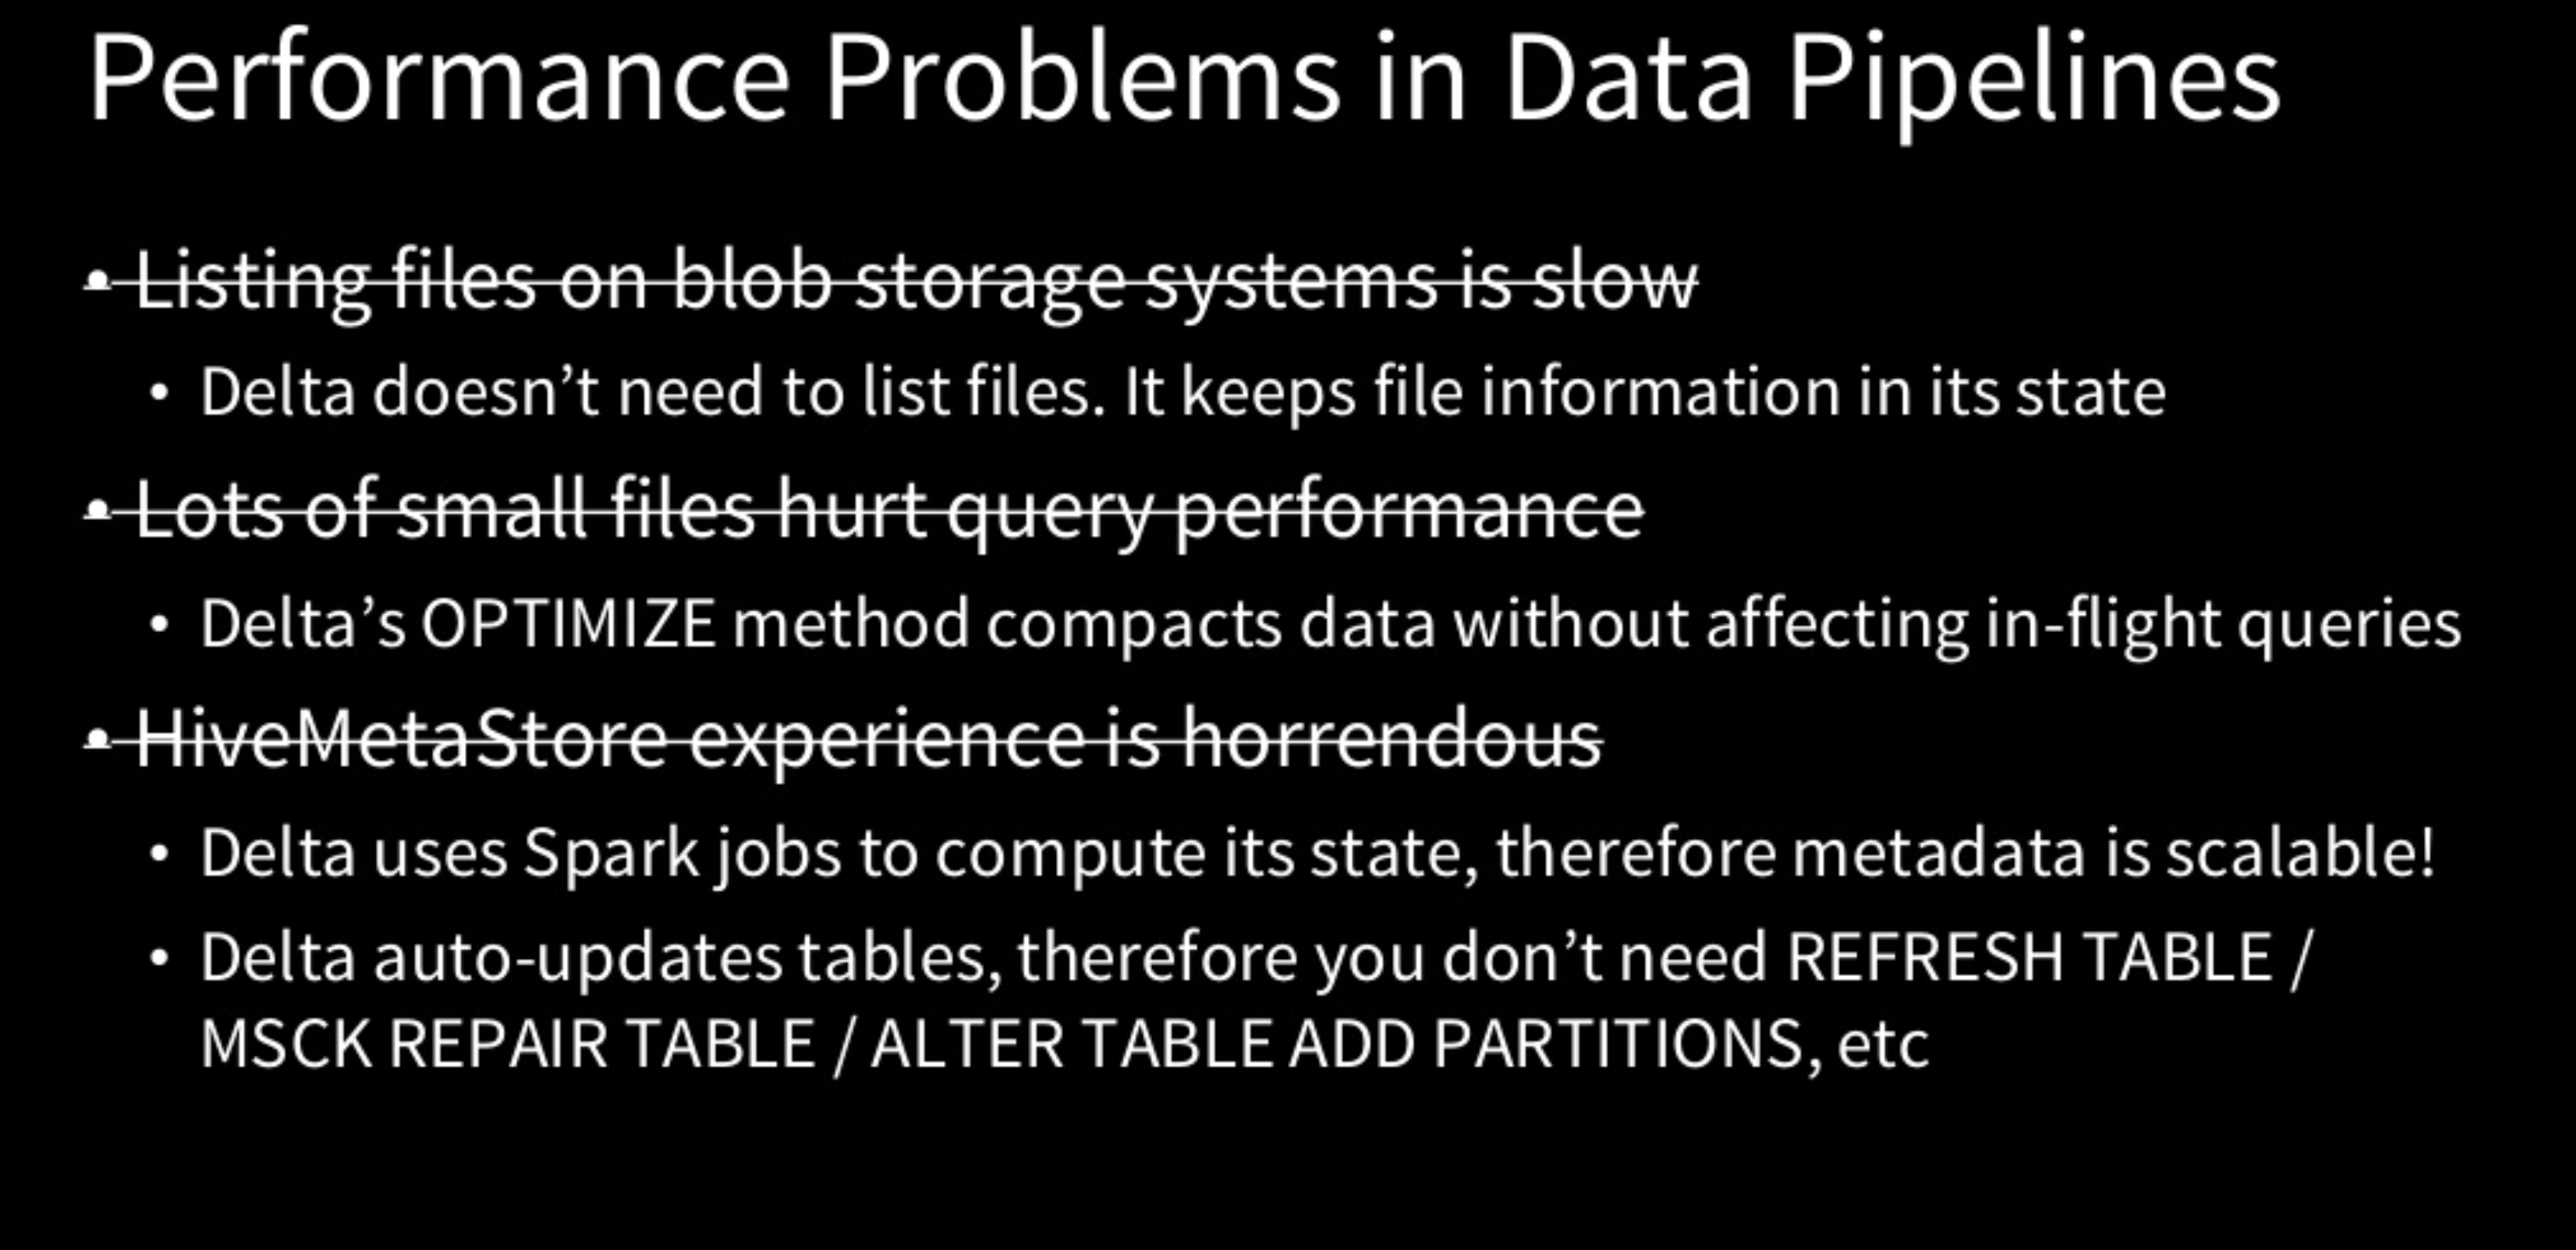 Performance Problems in Data Pipelines
• Listing files on blob storage systems is slow
• Delta doesn’t need to list files. It keeps file information in its state
• Lots of small files hurt query performance
• Delta’s OPTIMIZE method compacts data without affecting in-flight queries
• HiveMetaStore experience is horrendous
• Delta uses Spark jobs to compute its state, therefore metadata is scalable!
• Delta auto-updates tables, therefore you don’t need REFRESH TABLE /
MSCK REPAIR TABLE / ALTER TABLE ADD PARTITIONS, etc